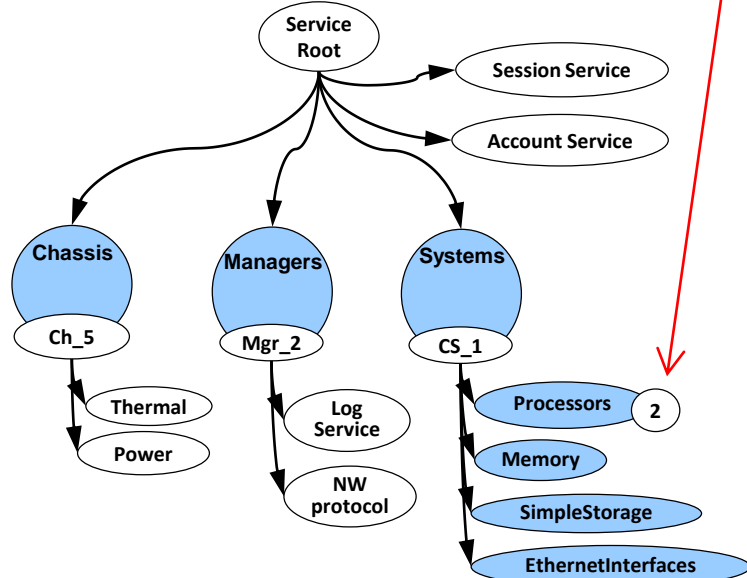 Service
Root
Session Service
Account Service
Chassis
Managers
Systems
Ch_5
Mgr_2
CS_1
Thermal
Power
Log
Service
NW
protocol
Processors
2
Memory
SimpleStorage
EthernetInterfaces